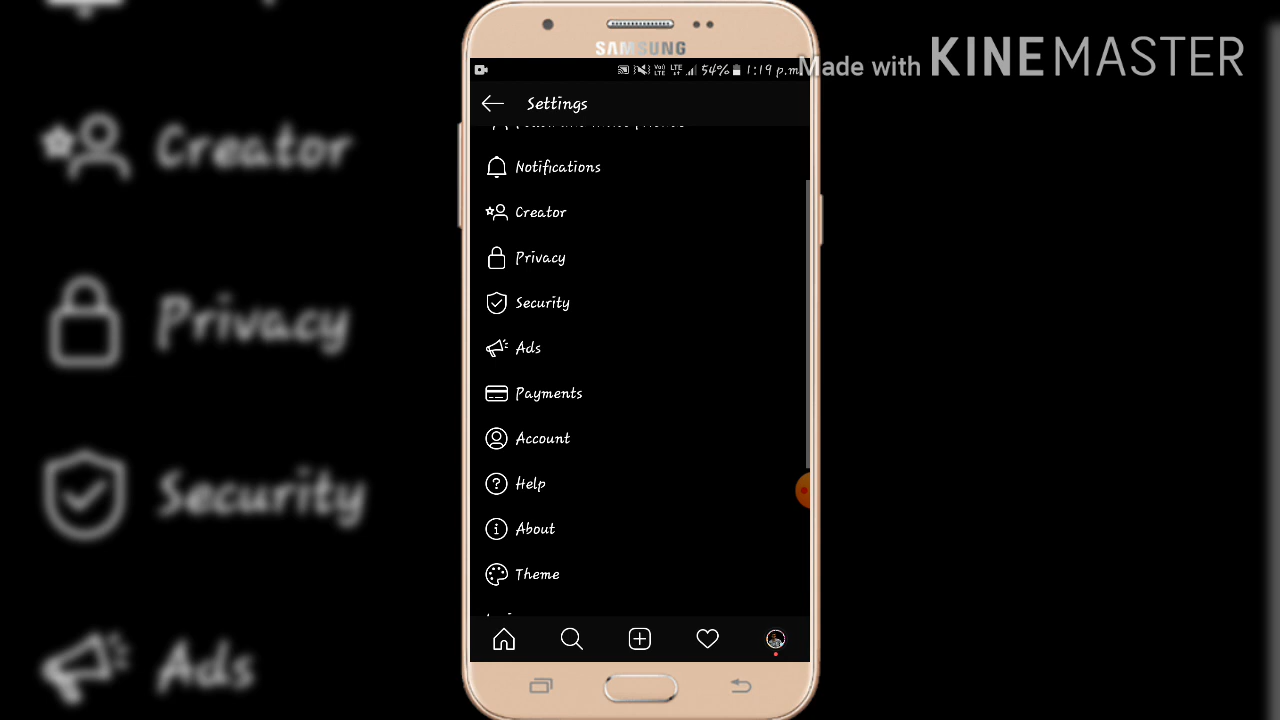 SAMSUNG
Made with KINEMASTER
54% 1:19 p.m.
Settings
Notifications
Creator
Privacy
Security
Ads
Payments
Account
Help
About
Theme
Creator
Privacy
Security
Ads